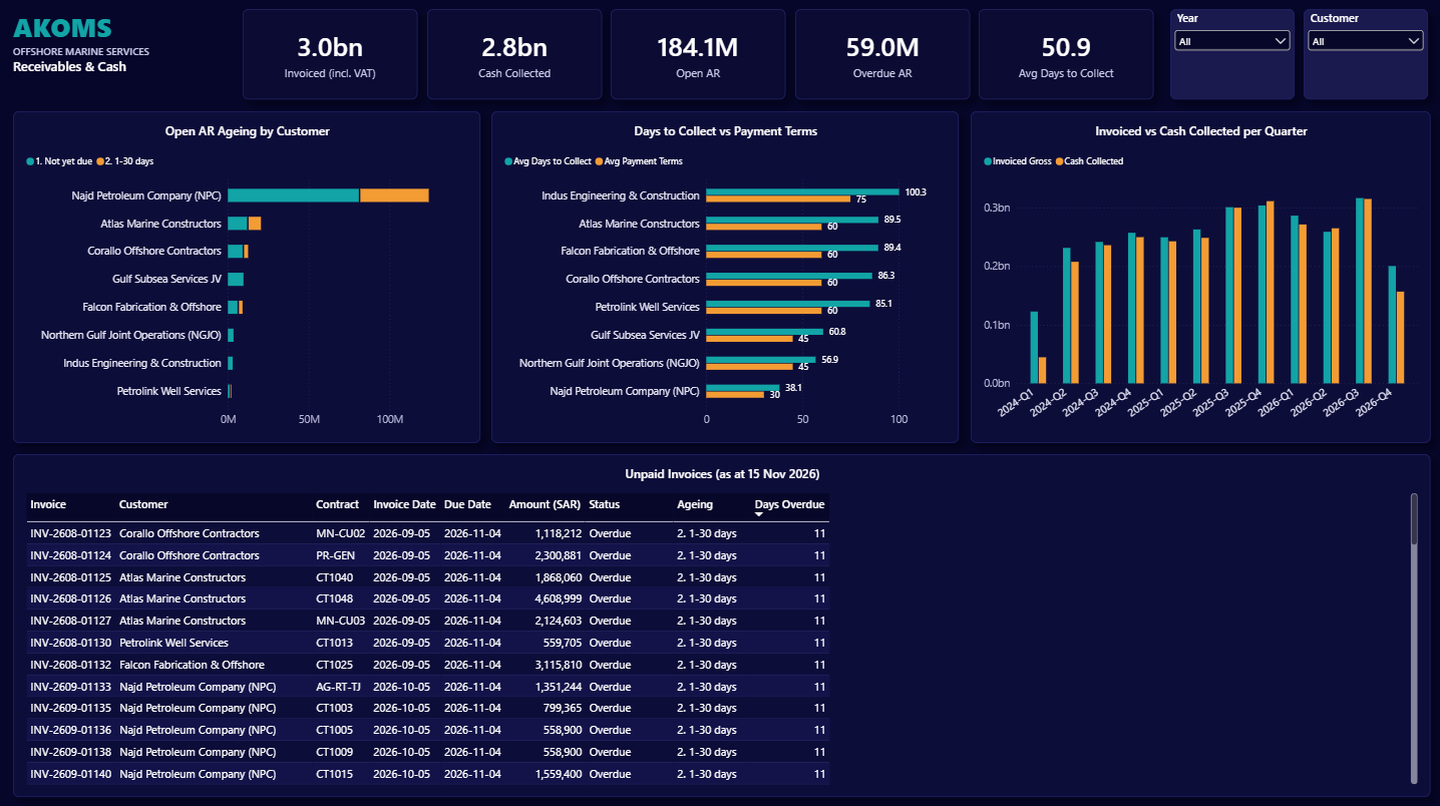 AKOMS
OFFSHORE MARINE SERVICES
Receivables & Cash
3.0bn
Invoiced (incl. VAT)
2.8bn
Cash Collected
184.1M
Open AR
59.0M
Overdue AR
50.9
Avg Days to Collect
Year
All
Customer
All
Open AR Ageing by Customer
1. Not yet due 2. 1-30 days
Najd Petroleum Company (NPC)
Atlas Marine Constructors
Corallo Offshore Contractors
Gulf Subsea Services JV
Falcon Fabrication & Offshore
Northern Gulf Joint Operations (NGJO)
Indus Engineering & Construction
Petrolink Well Services
0M 50M 100M
Days to Collect vs Payment Terms
Avg Days to Collect Avg Payment Terms
Indus Engineering & Construction 100.3 75
Atlas Marine Constructors 89.5 60
Falcon Fabrication & Offshore 89.4 60
Corallo Offshore Contractors 86.3 60
Petrolink Well Services 85.1 60
Gulf Subsea Services JV 60.8 45
Northern Gulf Joint Operations (NGJO) 56.9 45
Najd Petroleum Company (NPC) 38.1 30
0 50 100
Invoiced vs Cash Collected per Quarter
Invoiced Gross Cash Collected
0.3bn
0.2bn
0.1bn
0.0bn
2024-Q1 2024-Q2 2024-Q3 2024-Q4 2025-Q1 2025-Q2 2025-Q3 2025-Q4 2026-Q1 2026-Q2 2026-Q3 2026-Q4
Unpaid Invoices (as at 15 Nov 2026)
Invoice Customer Contract Invoice Date Due Date Amount (SAR) Status Ageing Days Overdue
INV-2608-01123 Corallo Offshore Contractors MN-CU02 2026-09-05 2026-11-04 1,118,212 Overdue 2. 1-30 days 11
INV-2608-01124 Corallo Offshore Contractors PR-GEN 2026-09-05 2026-11-04 2,300,881 Overdue 2. 1-30 days 11
INV-2608-01125 Atlas Marine Constructors CT1040 2026-09-05 2026-11-04 1,868,060 Overdue 2. 1-30 days 11
INV-2608-01126 Atlas Marine Constructors CT1048 2026-09-05 2026-11-04 4,608,999 Overdue 2. 1-30 days 11
INV-2608-01127 Atlas Marine Constructors MN-CU03 2026-09-05 2026-11-04 2,124,603 Overdue 2. 1-30 days 11
INV-2608-01130 Petrolink Well Services CT1013 2026-09-05 2026-11-04 559,705 Overdue 2. 1-30 days 11
INV-2608-01132 Falcon Fabrication & Offshore CT1025 2026-09-05 2026-11-04 3,115,810 Overdue 2. 1-30 days 11
INV-2609-01133 Najd Petroleum Company (NPC) AG-RT-TJ 2026-10-05 2026-11-04 1,351,244 Overdue 2. 1-30 days 11
INV-2609-01135 Najd Petroleum Company (NPC) CT1003 2026-10-05 2026-11-04 799,365 Overdue 2. 1-30 days 11
INV-2609-01136 Najd Petroleum Company (NPC) CT1005 2026-10-05 2026-11-04 558,900 Overdue 2. 1-30 days 11
INV-2609-01138 Najd Petroleum Company (NPC) CT1009 2026-10-05 2026-11-04 558,900 Overdue 2. 1-30 days 11
INV-2609-01140 Najd Petroleum Company (NPC) CT1015 2026-10-05 2026-11-04 1,559,400 Overdue 2. 1-30 days 11